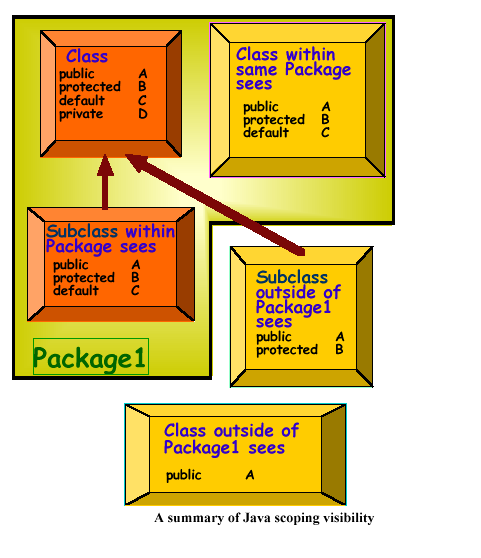 Class
public A
protected B
default C
private D
Class within
same Package
sees
public A
protected B
default C
Subclass within
Package sees
public A
protected B
default C
Subclass
outside of
Package1
sees
public A
protected B
Package1
Class outside of
Package1 sees
public A
A summary of Java scoping visibility